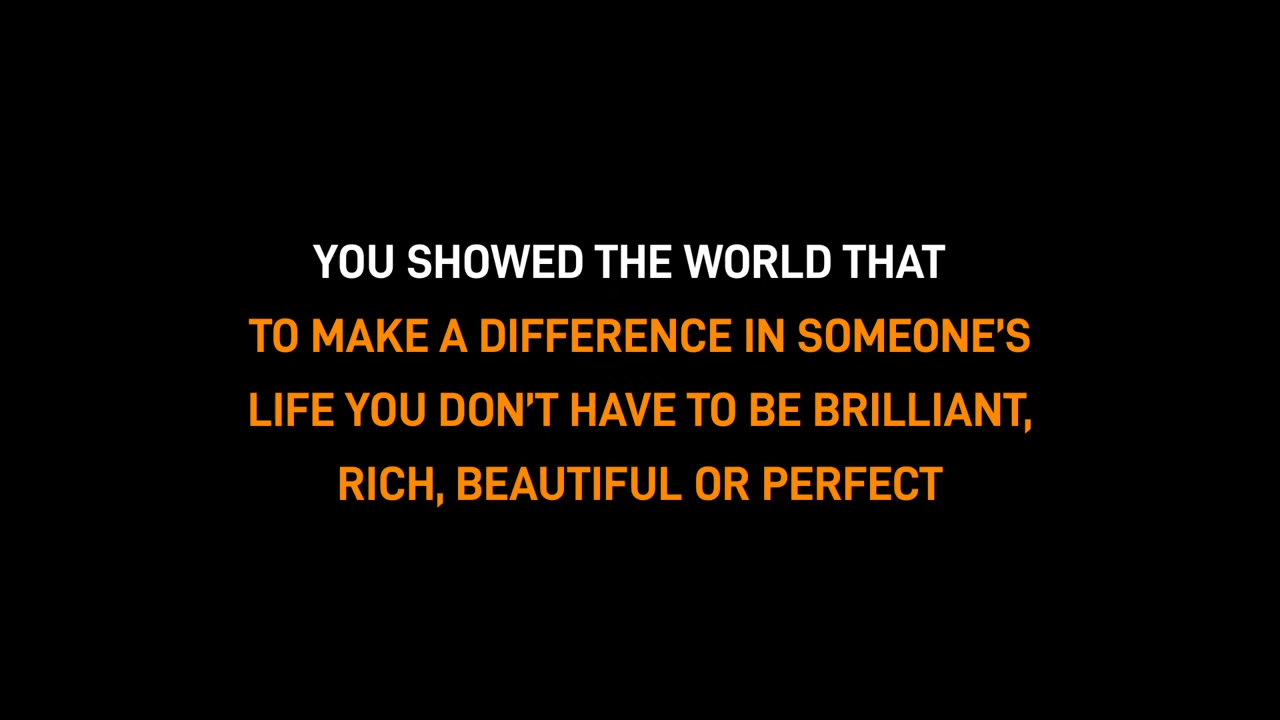 YOU SHOWED THE WORLD THAT
TO MAKE A DIFFERENCE IN SOMEONE’S
LIFE YOU DON’T HAVE TO BE BRILLIANT,
RICH, BEAUTIFUL OR PERFECT